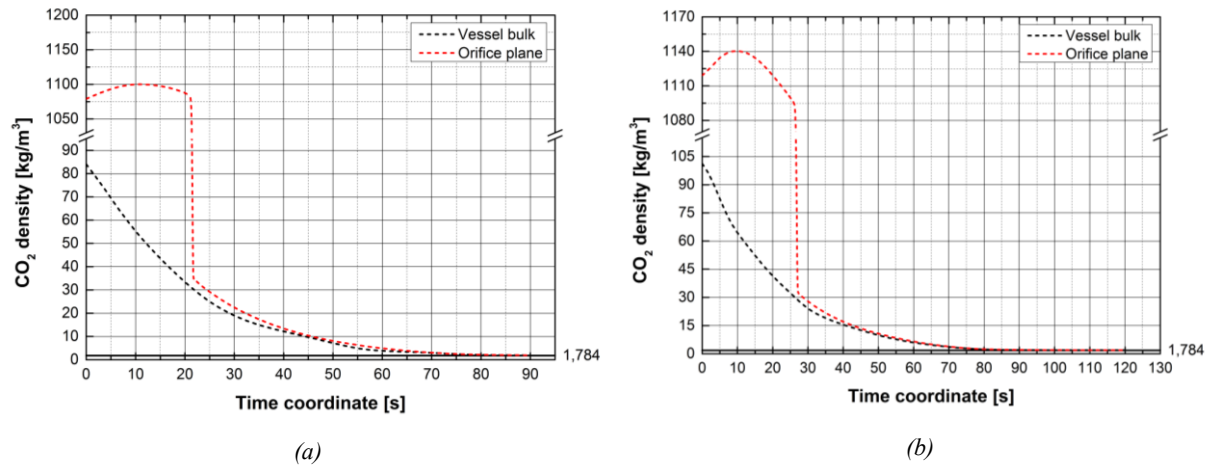 1200
1150
1100
1050
90
80
70
60
50
40
30
20
10
0
CO₂ density [kg/m³]
Vessel bulk
Orifice plane
1,784
0 10 20 30 40 50 60 70 80 90
Time coordinate [s]
(a)
1170
1140
1110
1080
105
90
75
60
45
30
15
0
CO₂ density [kg/m³]
Vessel bulk
Orifice plane
1,784
0 10 20 30 40 50 60 70 80 90 100 110 120 130
Time coordinate [s]
(b)